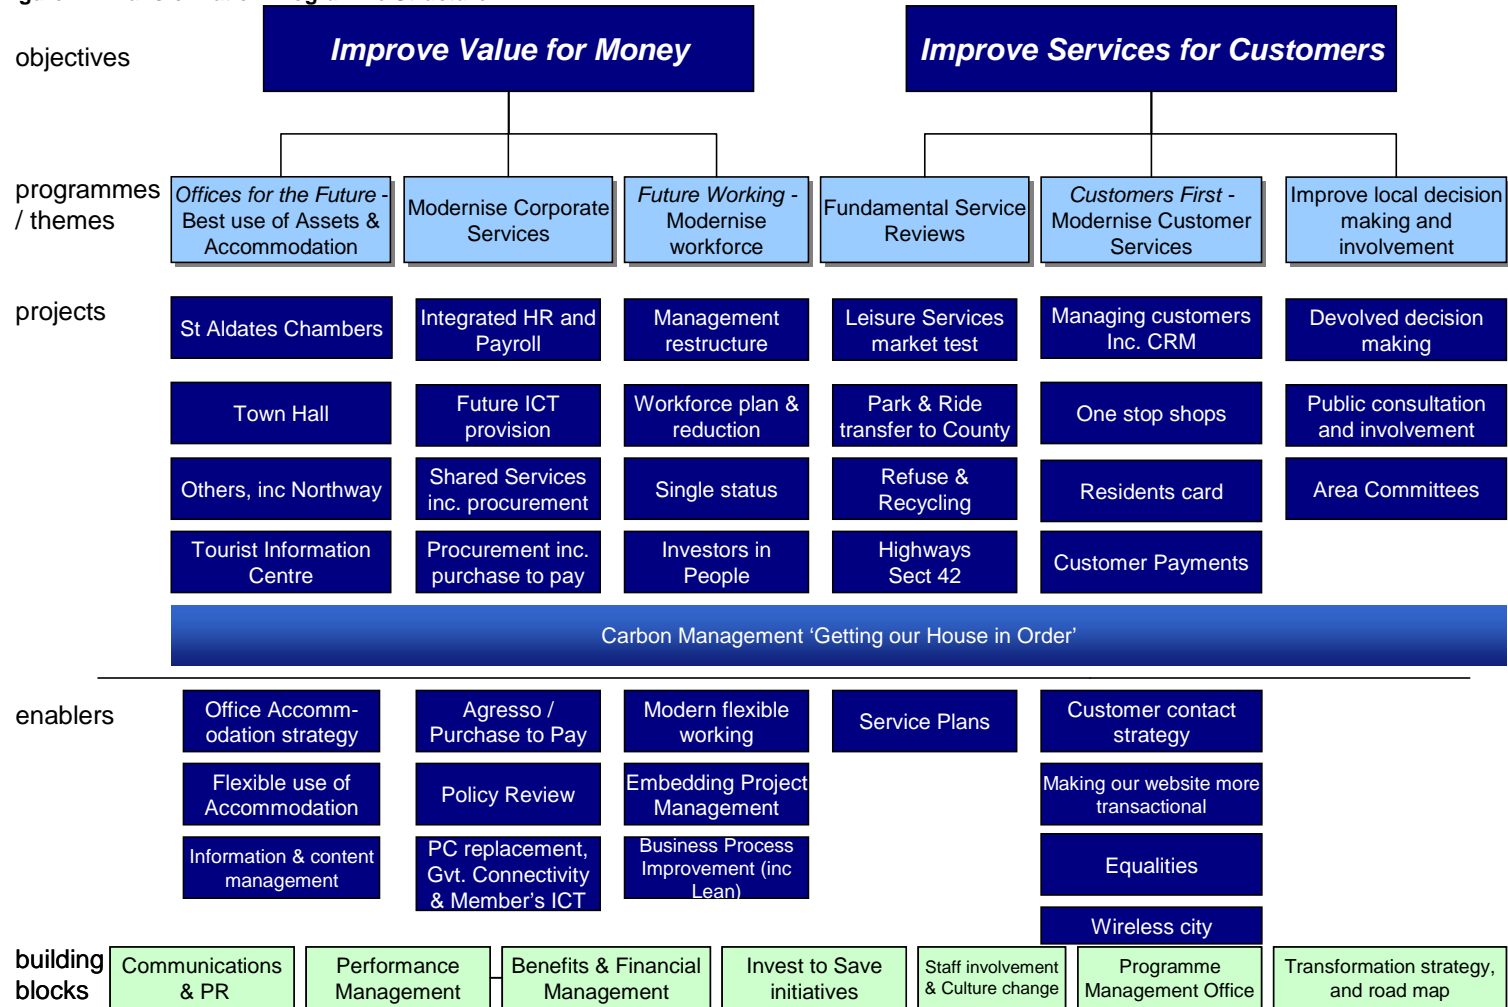 objectives
Improve Value for Money
Improve Services for Customers
programmes
/ themes
Offices for the Future -
Best use of Assets &
Accommodation
Modernise Corporate
Services
Future Working -
Modernise
workforce
Fundamental Service
Reviews
Customers First -
Modernise Customer
Services
Improve local decision
making and
involvement
projects
St Aldates Chambers
Integrated HR and
Payroll
Management
restructure
Leisure Services
market test
Managing customers
Inc. CRM
Devolved decision
making
Town Hall
Future ICT
provision
Workforce plan &
reduction
Park & Ride
transfer to County
One stop shops
Public consultation
and involvement
Others, inc Northway
Shared Services
inc. procurement
Single status
Refuse &
Recycling
Residents card
Area Committees
Tourist Information
Centre
Procurement inc.
purchase to pay
Investors in
People
Highways
Sect 42
Customer Payments
Carbon Management ‘Getting our House in Order’
enablers
Office Accomm-
odation strategy
Agresso /
Purchase to Pay
Modern flexible
working
Service Plans
Customer contact
strategy
Flexible use of
Accommodation
Policy Review
Embedding Project
Management
Making our website more
transactional
Information & content
management
PC replacement,
Gvt. Connectivity
& Member’s ICT
Business Process
Improvement (inc
Lean)
Equalities
Wireless city
building
blocks
Communications
& PR
Performance
Management
Benefits & Financial
Management
Invest to Save
initiatives
Staff involvement
& Culture change
Programme
Management Office
Transformation strategy,
and road map